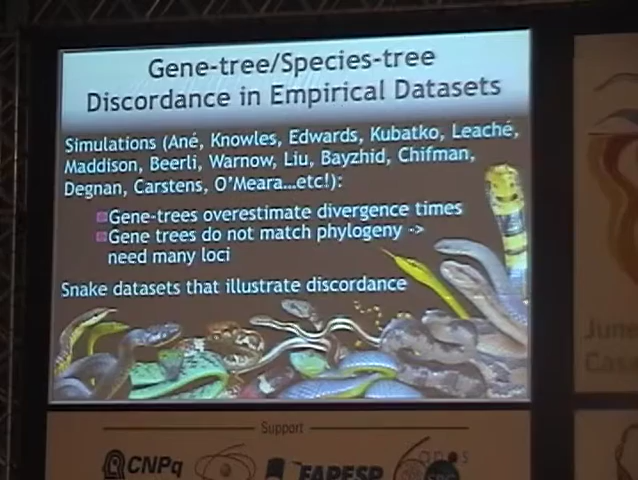 Gene-tree/Species-tree
Discordance in Empirical Datasets
Simulations (Ané, Knowles, Edwards, Kubatko, Leaché,
Maddison, Beerli, Warnow, Liu, Bayzhid, Chifman,
Degnan, Carstens, O'Meara...etc!):
Gene-trees overestimate divergence times
Gene trees do not match phylogeny ->
need many loci
Snake datasets that illustrate discordance
June
Support
CNPq
FAPESP